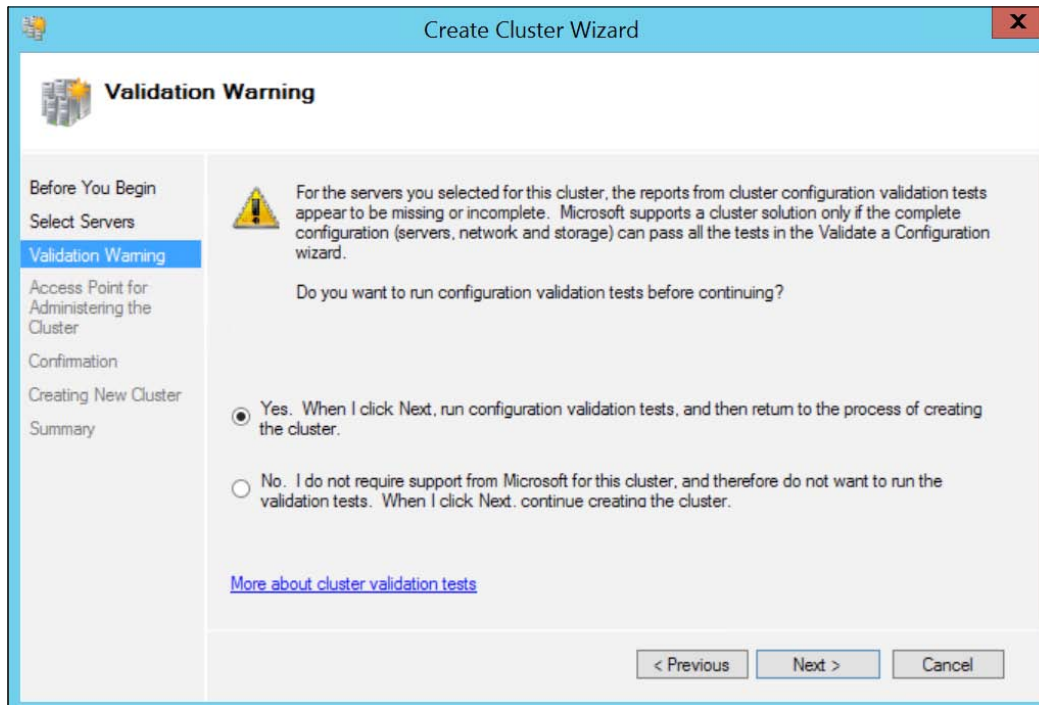 Create Cluster Wizard
X
Validation Warning
Before You Begin
Select Servers
Validation Warning
Access Point for
Administering the
Cluster
Confirmation
Creating New Cluster
Summary
For the servers you selected for this cluster, the reports from cluster configuration validation tests
appear to be missing or incomplete. Microsoft supports a cluster solution only if the complete
configuration (servers, network and storage) can pass all the tests in the Validate a Configuration
wizard.
Do you want to run configuration validation tests before continuing?
Yes. When I click Next, run configuration validation tests, and then return to the process of creating
the cluster.
No. I do not require support from Microsoft for this cluster, and therefore do not want to run the
validation tests. When I click Next, continue creating the cluster.
More about cluster validation tests
< Previous
Next >
Cancel